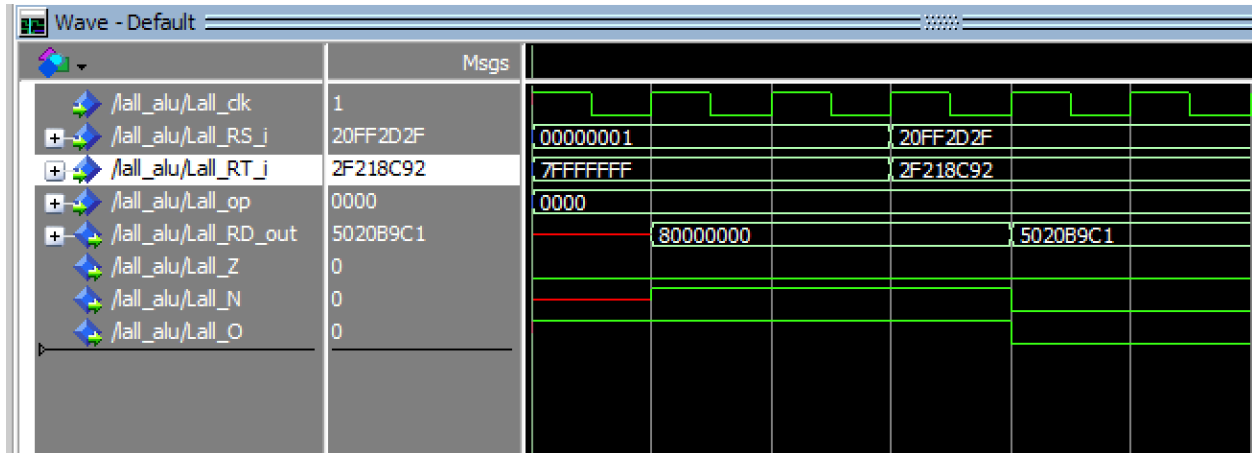 Wave - Default
Msgs
/lall_alu/Lall_clk 1
/lall_alu/Lall_RS_i 20FF2D2F 00000001 20FF2D2F
/lall_alu/Lall_RT_i 2F218C92 7FFFFFFF 2F218C92
/lall_alu/Lall_op 0000 0000
/lall_alu/Lall_RD_out 5020B9C1 80000000 5020B9C1
/lall_alu/Lall_Z 0
/lall_alu/Lall_N 0
/lall_alu/Lall_O 0